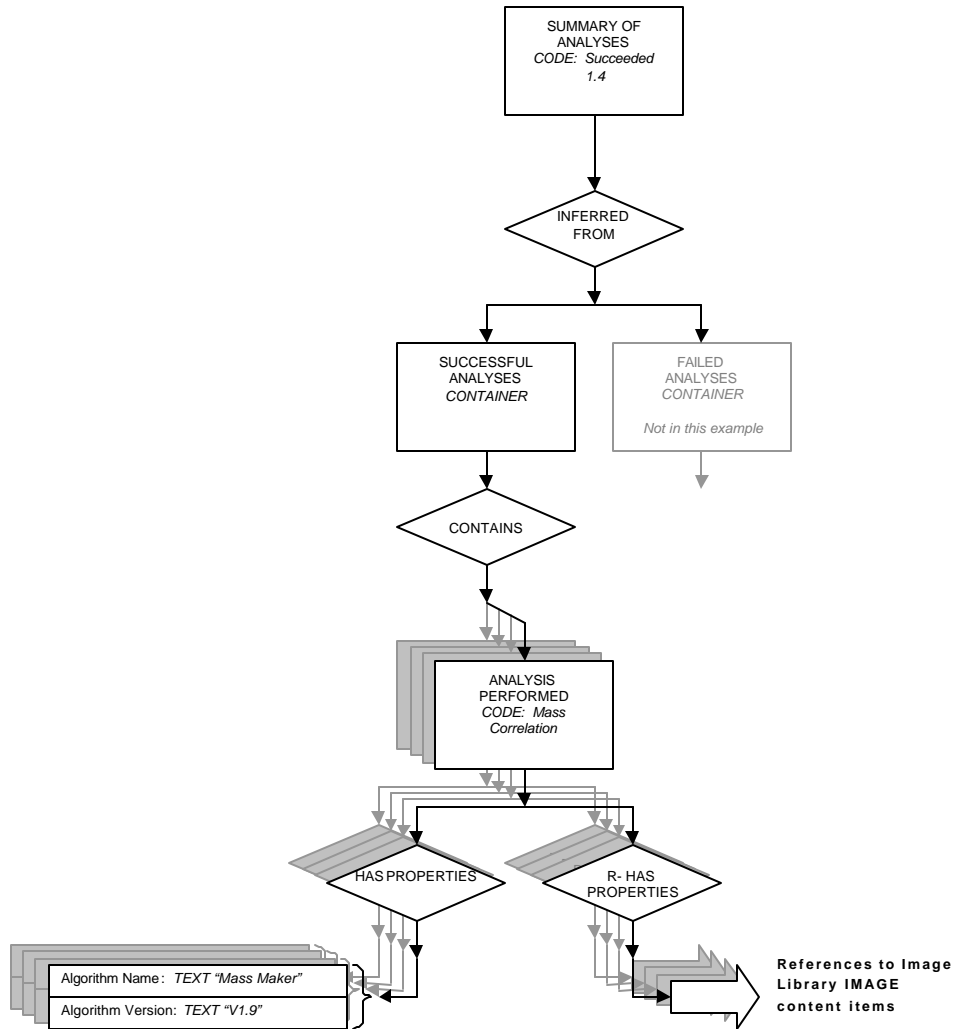 SUMMARY OF
ANALYSES
CODE: Succeeded
1.4
INFERRED
FROM
SUCCESSFUL
ANALYSES
CONTAINER
FAILED
ANALYSES
CONTAINER
Not in this example
CONTAINS
ANALYSIS
PERFORMED
CODE: Mass
Correlation
HAS PROPERTIES
R- HAS
PROPERTIES
Algorithm Name: TEXT “Mass Maker”
Algorithm Version: TEXT “V1.9”
References to Image
Library IMAGE
content items